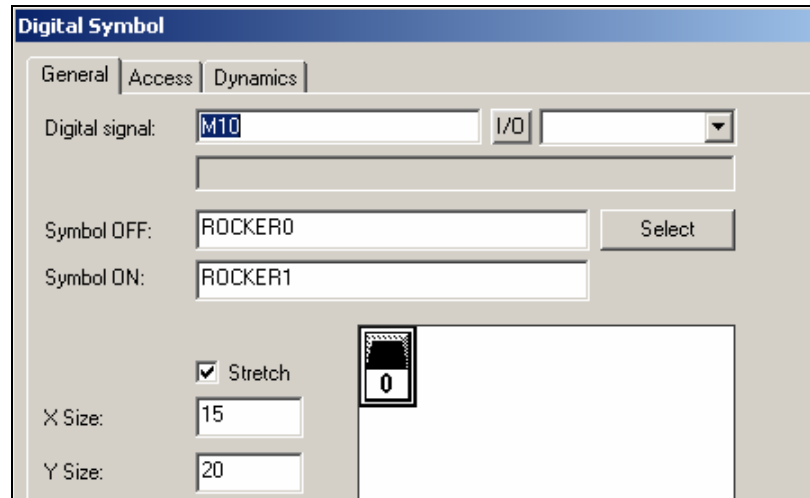 Digital Symbol
General Access Dynamics
Digital signal: M10 I/O
Symbol OFF: ROCKER0 Select
Symbol ON: ROCKER1
Stretch
0
X Size: 15
Y Size: 20